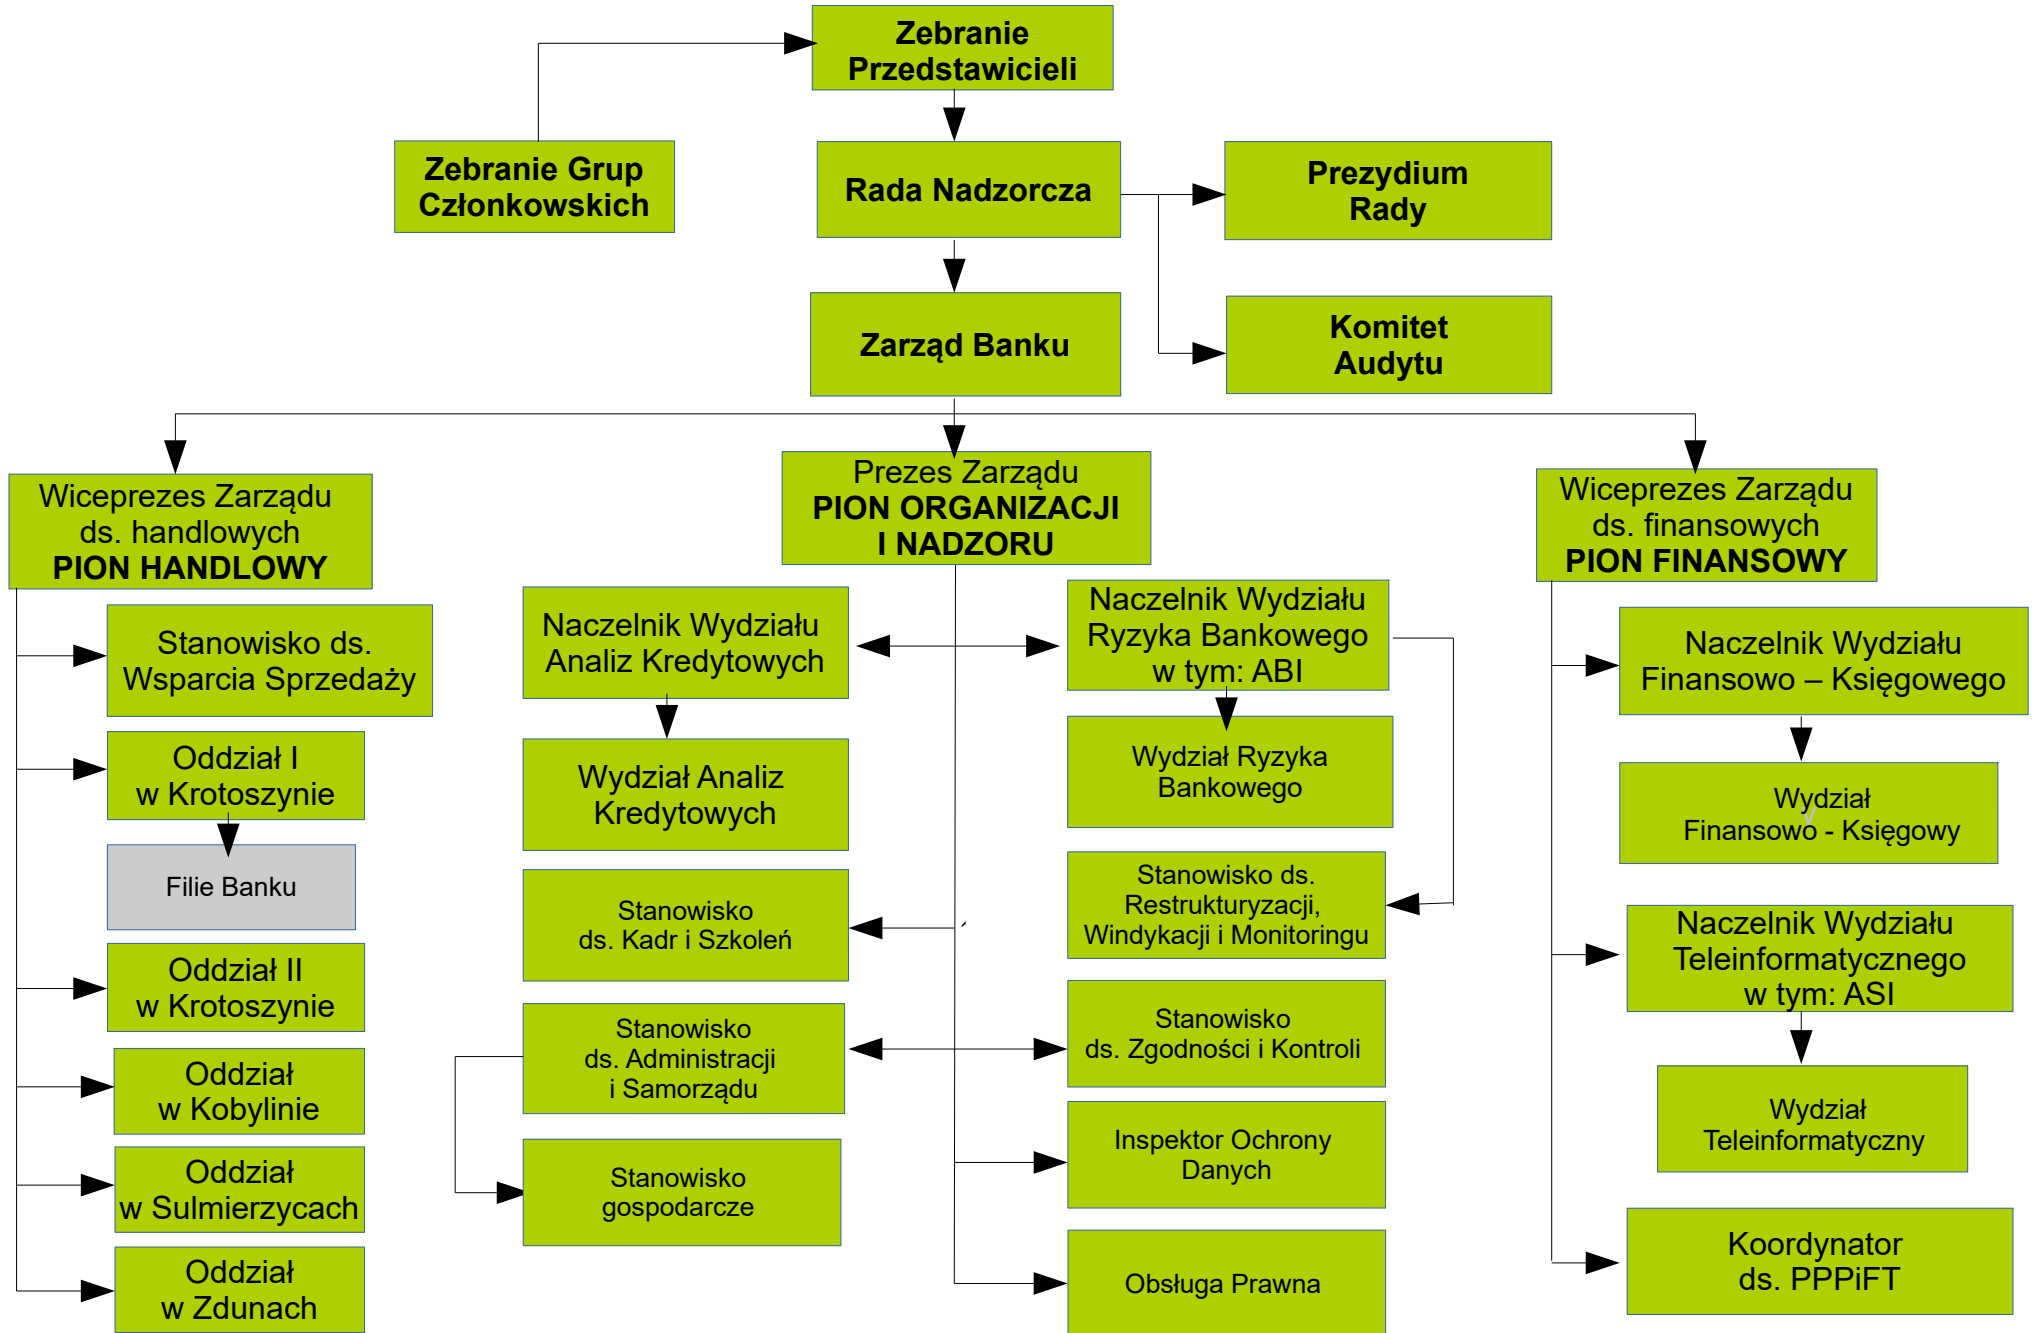 Zebranie
Przedstawicieli
Zebranie Grup
Członkowskich
Rada Nadzorcza
Prezydium
Rady
Zarząd Banku
Komitet
Audytu
Wiceprezes Zarządu
ds. handlowych
PION HANDLOWY
Prezes Zarządu
PION ORGANIZACJI
I NADZORU
Wiceprezes Zarządu
ds. finansowych
PION FINANSOWY
Stanowisko ds.
Wsparcia Sprzedaży
Oddział I
w Krotoszynie
Filie Banku
Oddział II
w Krotoszynie
Oddział
w Kobylinie
Oddział
w Sulmierzycach
Oddział
w Zdunach
Naczelnik Wydziału
Analiz Kredytowych
Wydział Analiz
Kredytowych
Stanowisko
ds. Kadr i Szkoleń
Stanowisko
ds. Administracji
i Samorządu
Stanowisko
gospodarcze
Naczelnik Wydziału
Ryzyka Bankowego
w tym: ABI
Wydział Ryzyka
Bankowego
Stanowisko ds.
Restrukturyzacji,
Windykacji i Monitoringu
Stanowisko
ds. Zgodności i Kontroli
Inspektor Ochrony
Danych
Obsługa Prawna
Naczelnik Wydziału
Finansowo – Księgowego
Wydział
Finansowo - Księgowy
Naczelnik Wydziału
Teleinformatycznego
w tym: ASI
Wydział
Teleinformatyczny
Koordynator
ds. PPPiFT